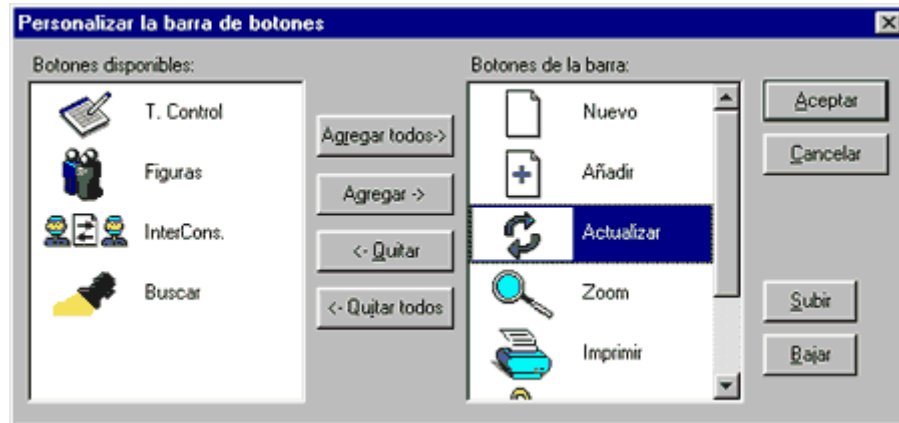 Personalizar la barra de botones
Botones disponibles:
T. Control
Figuras
InterCons.
Buscar
Agregar todos->
Agregar ->
<- Quitar
<- Quitar todos
Botones de la barra:
Nuevo
Añadir
Actualizar
Zoom
Imprimir
Aceptar
Cancelar
Subir
Bajar